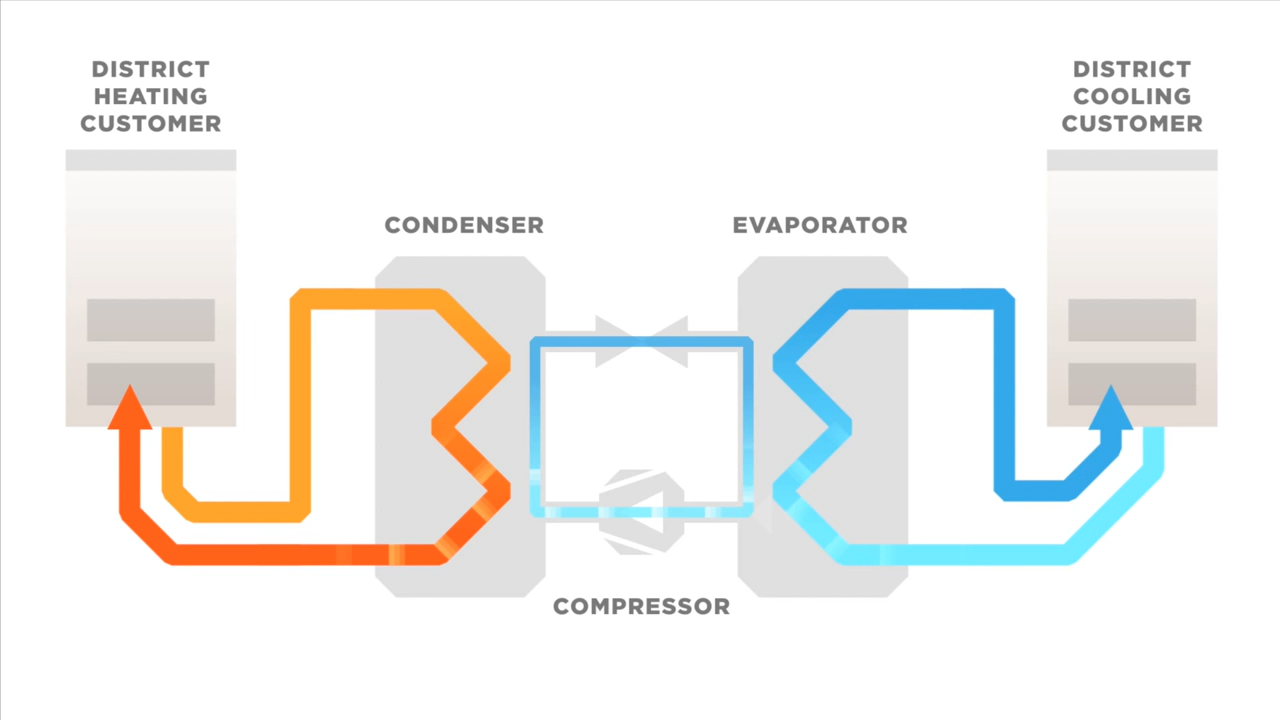 DISTRICT
HEATING
CUSTOMER
DISTRICT
COOLING
CUSTOMER
CONDENSER
EVAPORATOR
COMPRESSOR